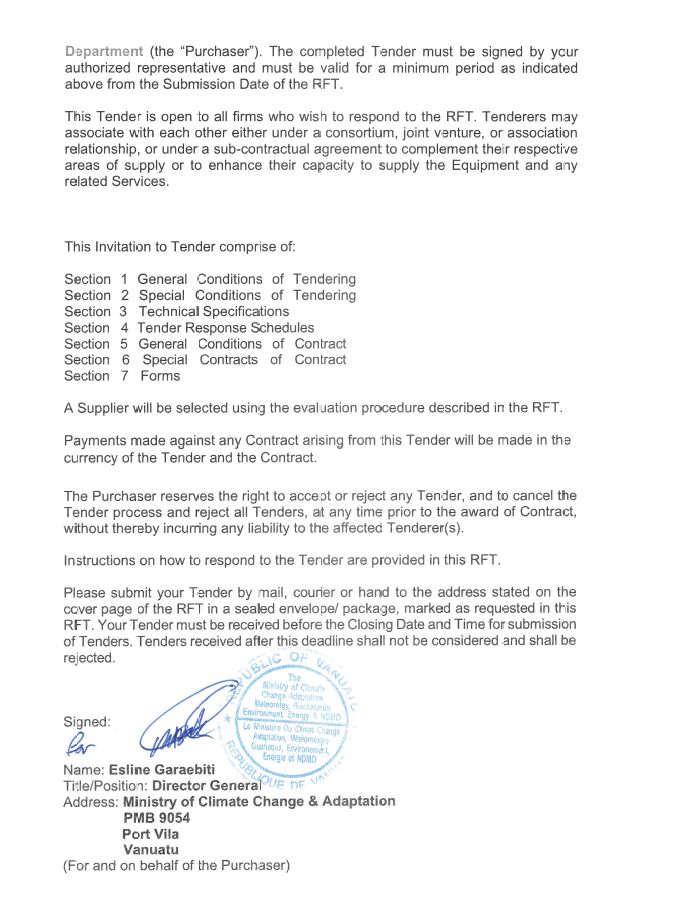 Department (the “Purchaser”). The completed Tender must be signed by your
authorized representative and must be valid for a minimum period as indicated
above from the Submission Date of the RFT.
This Tender is open to all firms who wish to respond to the RFT. Tenderers may
associate with each other either under a consortium, joint venture, or association
relationship, or under a sub-contractual agreement to complement their respective
areas of supply or to enhance their capacity to supply the Equipment and any
related Services.
This Invitation to Tender comprise of:
Section 1 General Conditions of Tendering
Section 2 Special Conditions of Tendering
Section 3 Technical Specifications
Section 4 Tender Response Schedules
Section 5 General Conditions of Contract
Section 6 Special Contracts of Contract
Section 7 Forms
A Supplier will be selected using the evaluation procedure described in the RFT.
Payments made against any Contract arising from this Tender will be made in the
currency of the Tender and the Contract.
The Purchaser reserves the right to accept or reject any Tender, and to cancel the
Tender process and reject all Tenders, at any time prior to the award of Contract,
without thereby incurring any liability to the affected Tenderer(s).
Instructions on how to respond to the Tender are provided in this RFT.
Please submit your Tender by mail, courier or hand to the address stated on the
cover page of the RFT in a sealed envelope/ package, marked as requested in this
RFT. Your Tender must be received before the Closing Date and Time for submission
of Tenders. Tenders received after this deadline shall not be considered and shall be
rejected.
REPUBLIC OF VANUATU
The
Ministry of Climate
Change Adaptation,
Meteorology, Geohazards
Environment, Energy & NDMO
Le Ministère Du Climat Change
Adaptation, Météorologie
Georisque, Environement,
Energie et NDMO
REPUBLIQUE DE
Signed:
For
Name: Esline Garaebiti
Title/Position: Director General
Address: Ministry of Climate Change & Adaptation
PMB 9054
Port Vila
Vanuatu
(For and on behalf of the Purchaser)